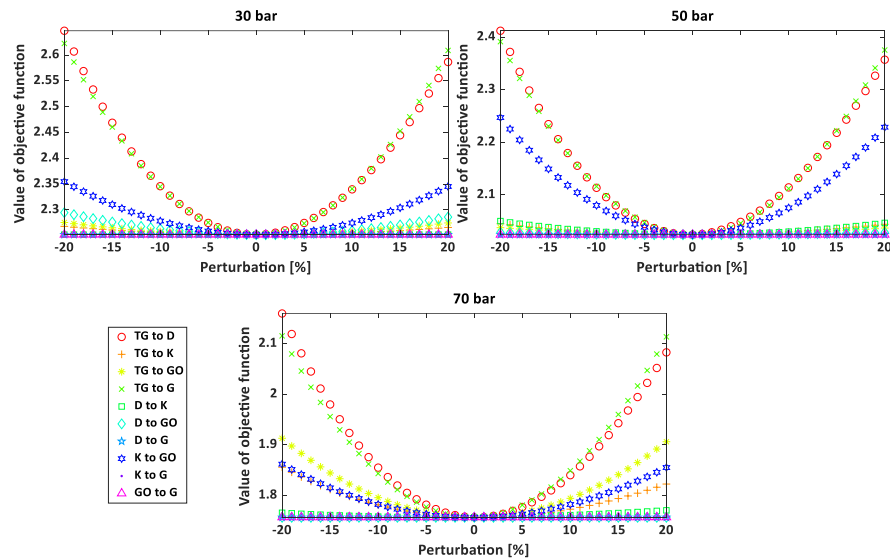 30 bar
Value of objective function
2.6
2.55
2.5
2.45
2.4
2.35
2.3
-20 -15 -10 -5 0 5 10 15 20
Perturbation [%]
50 bar
Value of objective function
2.4
2.3
2.2
2.1
-20 -15 -10 -5 0 5 10 15 20
Perturbation [%]
TG to D
TG to K
TG to GO
TG to G
D to K
D to GO
D to G
K to GO
K to G
GO to G
70 bar
Value of objective function
2.1
2
1.9
1.8
-20 -15 -10 -5 0 5 10 15 20
Perturbation [%]